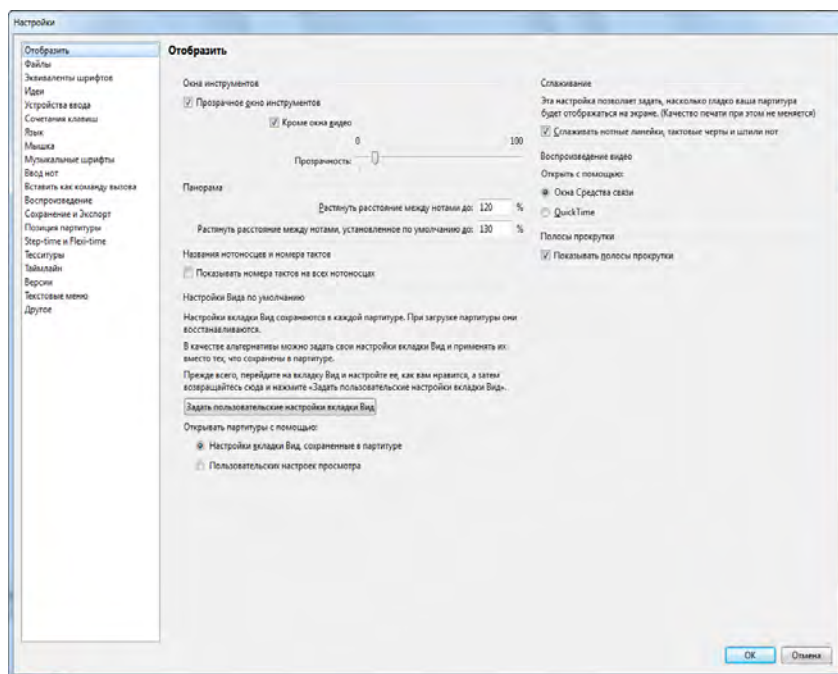 Настройки
Отобразить
Файлы
Эквиваленты шрифтов
Идеи
Устройства ввода
Сочетания клавиш
Язык
Мышка
Музыкальные шрифты
Ввод нот
Вставить как команду вызова
Воспроизведение
Сохранение и Экспорт
Позиция партитуры
Step-time и Flexi-time
Тесситуры
Таймлайн
Версии
Текстовые меню
Другое
Отобразить
Окна инструментов
Прозрачное окно инструментов
Кроме окна видео
0 100
Прозрачность:
Панорама
Растянуть расстояние между нотами до: 120 %
Растянуть расстояние между нотами, установленное по умолчанию до: 130 %
Названия нотоносцев и номера тактов
Показывать номера тактов на всех нотоносцах
Настройки Вида по умолчанию
Настройки вкладки Вид сохраняются в каждой партитуре. При загрузке партитуры они
восстанавливаются.
В качестве альтернативы можно задать свои настройки вкладки Вид и применять их
вместо тех, что сохранены в партитуре.
Прежде всего, перейдите на вкладку Вид и настройте ее, как вам нравится, а затем
возвращайтесь сюда и нажмите «Задать пользовательские настройки вкладки Вид».
Задать пользовательские настройки вкладки Вид
Открывать партитуры с помощью:
Настройки вкладки Вид, сохраненные в партитуре
Пользовательских настроек просмотра
Сглаживание
Эта настройка позволяет задать, насколько гладко ваша партитура
будет отображаться на экране. (Качество печати при этом не меняется)
Сглаживать нотные линейки, тактовые черты и штили нот
Воспроизведение видео
Открыть с помощью:
Окна Средства связи
QuickTime
Полосы прокрутки
Показывать полосы прокрутки
OK
Отмена